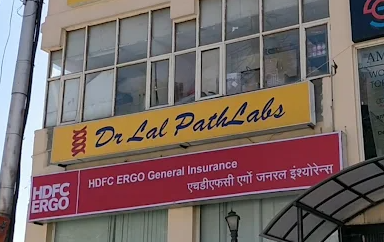 Dr Lal PathLabs
HDFC
ERGO
HDFC ERGO General Insurance
एचडीएफसी एर्गो जनरल इंश्योरेन्स